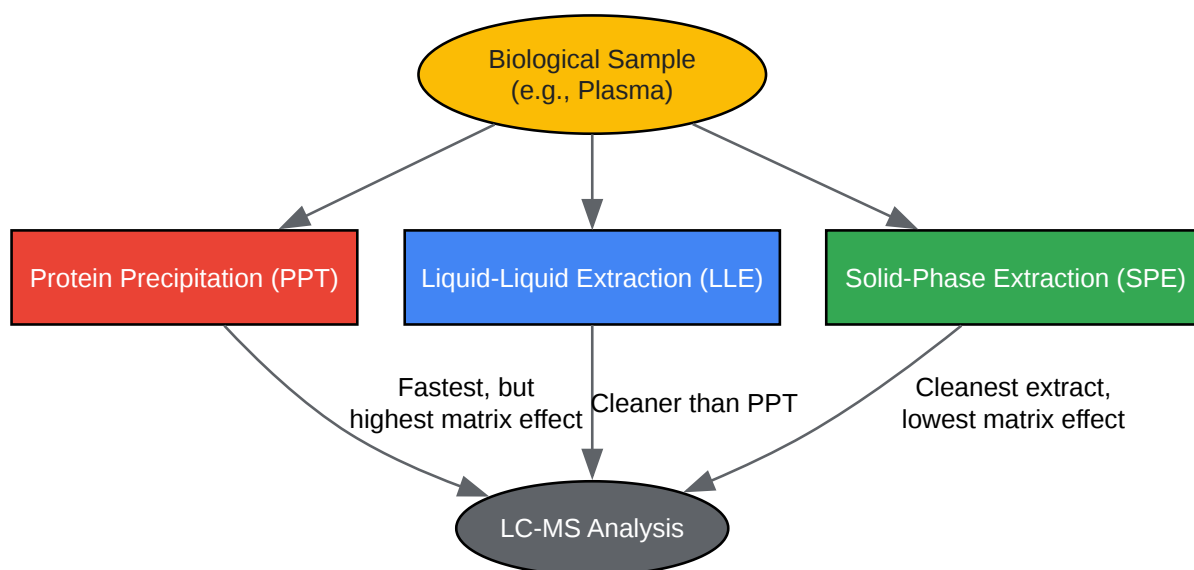 Biological Sample
(e.g., Plasma)
Protein Precipitation (PPT)
Liquid-Liquid Extraction (LLE)
Solid-Phase Extraction (SPE)
Fastest, but
highest matrix effect
Cleaner than PPT
Cleanest extract,
lowest matrix effect
LC-MS Analysis